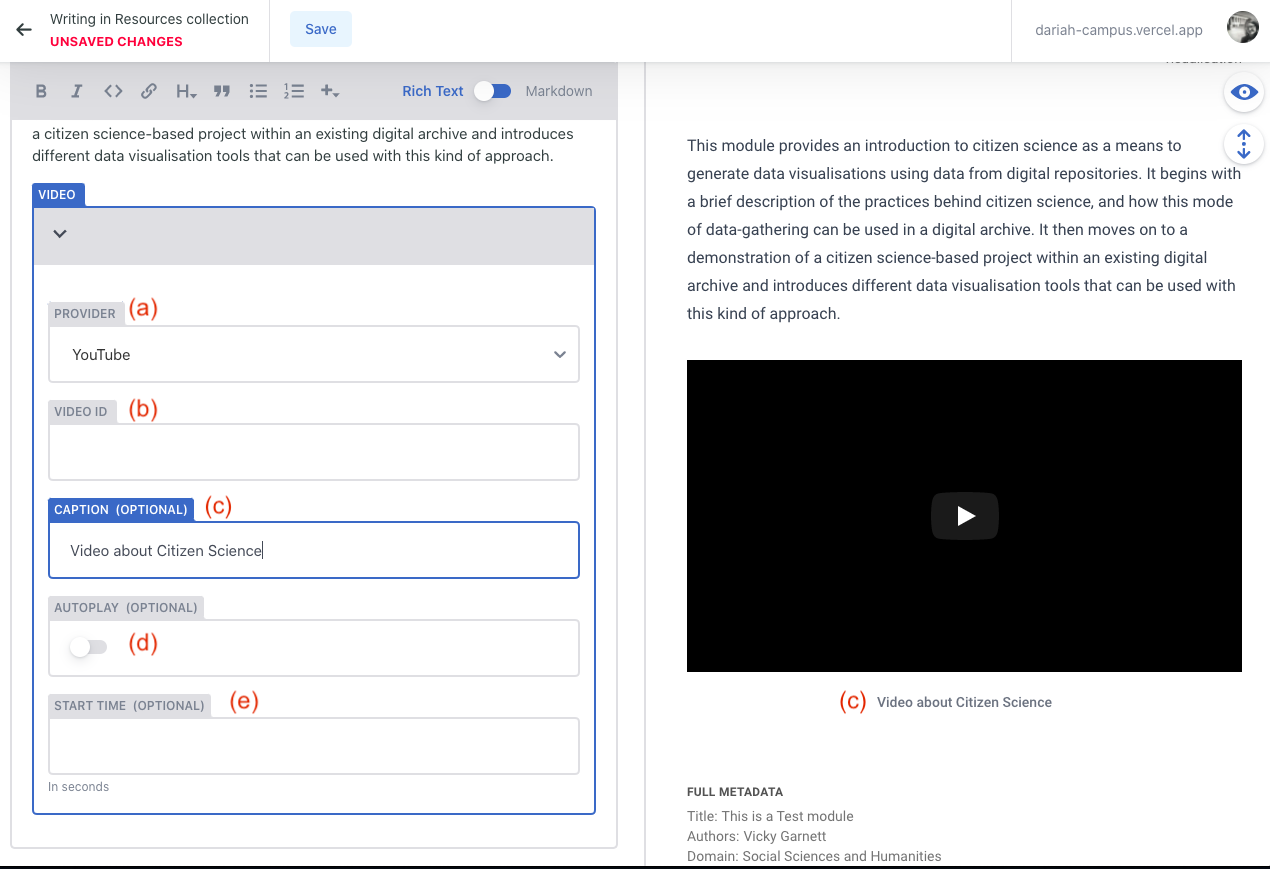 Writing in Resources collection
UNSAVED CHANGES
Save
dariah-campus.vercel.app
B I H
Rich Text
Markdown
a citizen science-based project within an existing digital archive and introduces
different data visualisation tools that can be used with this kind of approach.
VIDEO
PROVIDER (a)
YouTube
VIDEO ID (b)
CAPTION (OPTIONAL) (c)
Video about Citizen Science
AUTOPLAY (OPTIONAL)
(d)
START TIME (OPTIONAL) (e)
In seconds
This module provides an introduction to citizen science as a means to
generate data visualisations using data from digital repositories. It begins with
a brief description of the practices behind citizen science, and how this mode
of data-gathering can be used in a digital archive. It then moves on to a
demonstration of a citizen science-based project within an existing digital
archive and introduces different data visualisation tools that can be used with
this kind of approach.
(c) Video about Citizen Science
FULL METADATA
Title: This is a Test module
Authors: Vicky Garnett
Domain: Social Sciences and Humanities